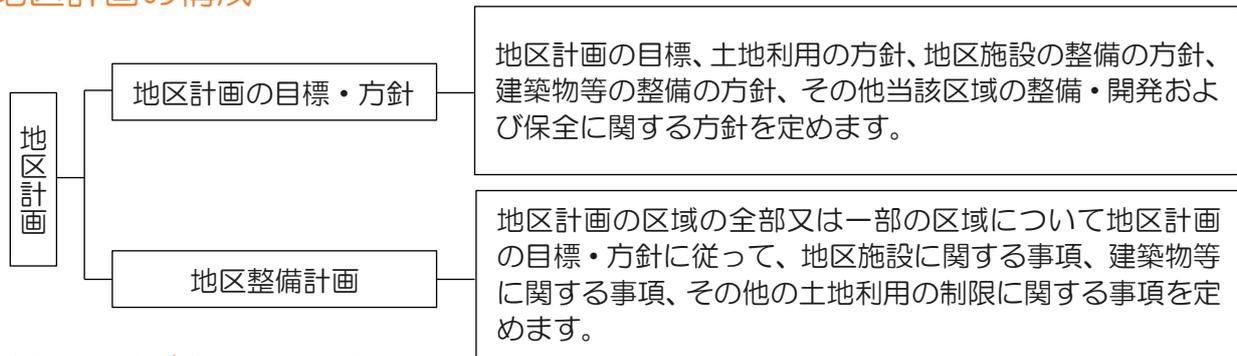 地区計画の構成
地区計画
地区計画の目標・方針
地区計画の目標、土地利用の方針、地区施設の整備の方針、
建築物等の整備の方針、その他当該区域の整備・開発およ
び保全に関する方針を定めます。
地区整備計画
地区計画の区域の全部又は一部の区域について地区計画
の目標・方針に従って、地区施設に関する事項、建築物等
に関する事項、その他の土地利用の制限に関する事項を定
めます。